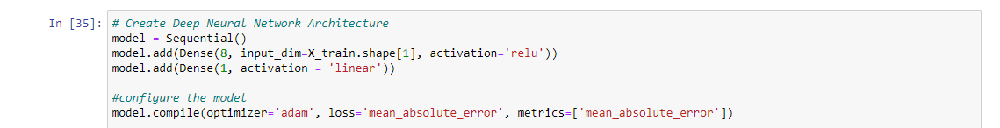 In [35]: # Create Deep Neural Network Architecture
model = Sequential()
model.add(Dense(8, input_dim=X_train.shape[1], activation='relu'))
model.add(Dense(1, activation = 'linear'))
#configure the model
model.compile(optimizer='adam', loss='mean_absolute_error', metrics=['mean_absolute_error'])